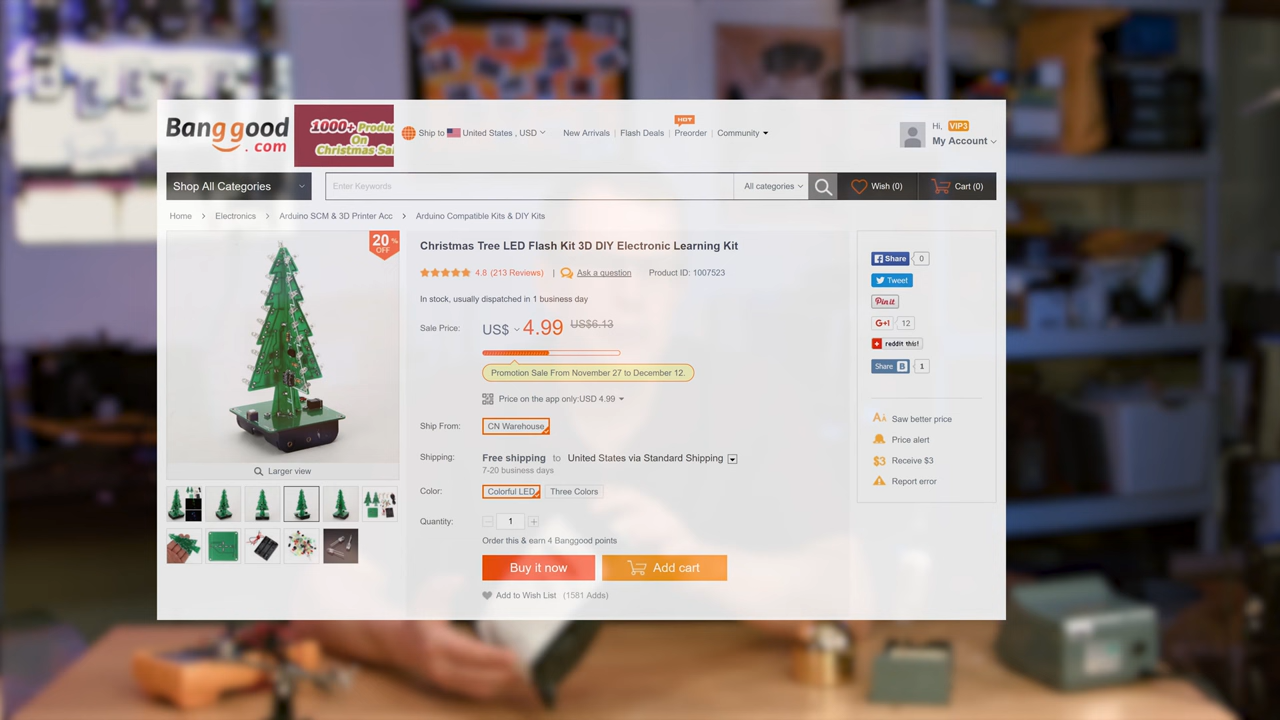 Banggood
.com
1000+ Produc
On
Christmas Sal
Ship to United States , USD
New Arrivals | Flash Deals | Preorder | Community
HOT
Hi, VIP3
My Account
Shop All Categories
Enter Keywords
All categories
Wish (0)
Cart (0)
Home > Electronics > Arduino SCM & 3D Printer Acc > Arduino Compatible Kits & DIY Kits
20% OFF
Larger view
Christmas Tree LED Flash Kit 3D DIY Electronic Learning Kit
4.8 (213 Reviews) | Ask a question Product ID: 1007523
In stock, usually dispatched in 1 business day
Sale Price: US$ 4.99 US$6.13
Promotion Sale From November 27 to December 12.
Price on the app only:USD 4.99
Ship From: CN Warehouse
Shipping: Free shipping to United States via Standard Shipping
7-20 business days
Color: Colorful LED Three Colors
Quantity: - 1 +
Order this & earn 4 Banggood points
Buy it now Add cart
Add to Wish List (1581 Adds)
Share 0
Tweet
Pin it
G+1 12
reddit this!
Share B 1
Saw better price
Price alert
$3 Receive $3
Report error